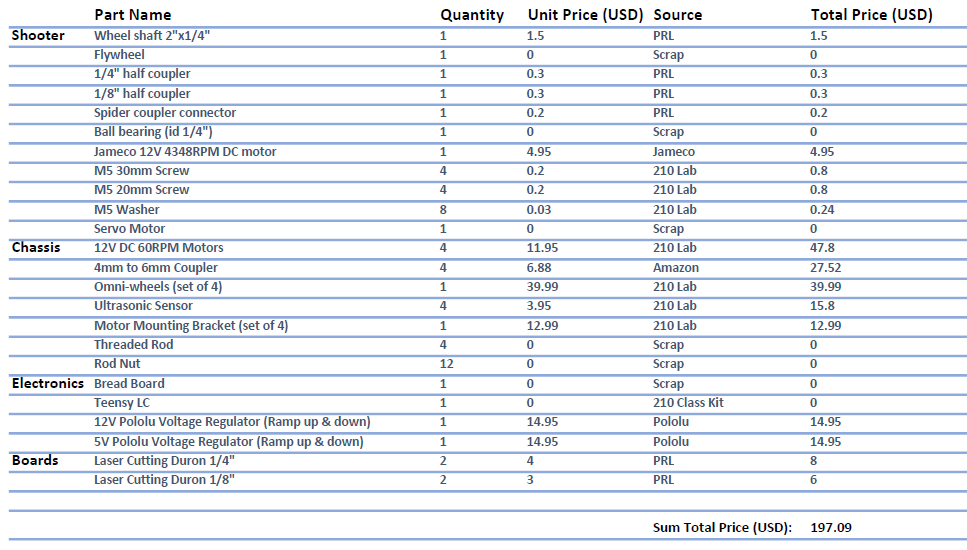 Part Name Quantity Unit Price (USD) Source Total Price (USD)
Shooter Wheel shaft 2"x1/4" 1 1.5 PRL 1.5
Flywheel 1 0 Scrap 0
1/4" half coupler 1 0.3 PRL 0.3
1/8" half coupler 1 0.3 PRL 0.3
Spider coupler connector 1 0.2 PRL 0.2
Ball bearing (id 1/4") 1 0 Scrap 0
Jameco 12V 4348RPM DC motor 1 4.95 Jameco 4.95
M5 30mm Screw 4 0.2 210 Lab 0.8
M5 20mm Screw 4 0.2 210 Lab 0.8
M5 Washer 8 0.03 210 Lab 0.24
Servo Motor 1 0 Scrap 0
Chassis 12V DC 60RPM Motors 4 11.95 210 Lab 47.8
4mm to 6mm Coupler 4 6.88 Amazon 27.52
Omni-wheels (set of 4) 1 39.99 210 Lab 39.99
Ultrasonic Sensor 4 3.95 210 Lab 15.8
Motor Mounting Bracket (set of 4) 1 12.99 210 Lab 12.99
Threaded Rod 4 0 Scrap 0
Rod Nut 12 0 Scrap 0
Electronics Bread Board 1 0 Scrap 0
Teensy LC 1 0 210 Class Kit 0
12V Pololu Voltage Regulator (Ramp up & down) 1 14.95 Pololu 14.95
5V Pololu Voltage Regulator (Ramp up & down) 1 14.95 Pololu 14.95
Boards Laser Cutting Duron 1/4" 2 4 PRL 8
Laser Cutting Duron 1/8" 2 3 PRL 6
Sum Total Price (USD): 197.09